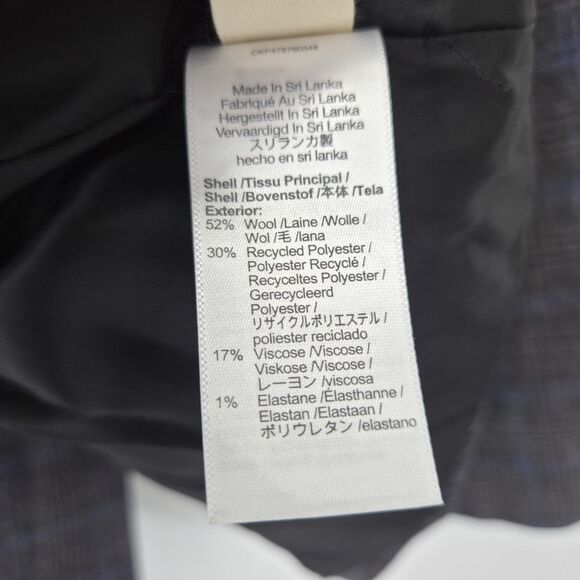 CKP479780348
Made In Sri Lanka
Fabriqué Au Sri Lanka
Hergestellt In Sri Lanka
Vervaardigd In Sri Lanka
スリランカ製
hecho en sri lanka
Shell /Tissu Principal /
Shell /Bovenstof /本体 /Tela
Exterior:
52% Wool /Laine /Wolle /
Wol /毛 /lana
30% Recycled Polyester /
Polyester Recyclé /
Recyceltes Polyester /
Gerecycleerd
Polyester /
リサイクルポリエステル /
poliester reciclado
17% Viscose /Viscose /
Viskose /Viscose /
レーヨン /viscosa
1% Elastane /Élasthanne /
Elastan /Elastaan /
ポリウレタン /elastano